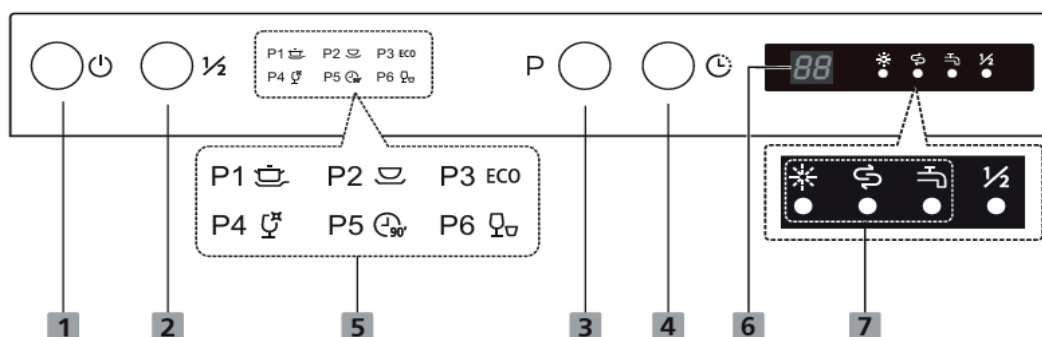 ½ P1 P2 P3 ECO P 88 ½
P4 P5 90' P6
P1 P2 P3 ECO
P4 P5 90' P6
½
1 2 5 3 4 6 7